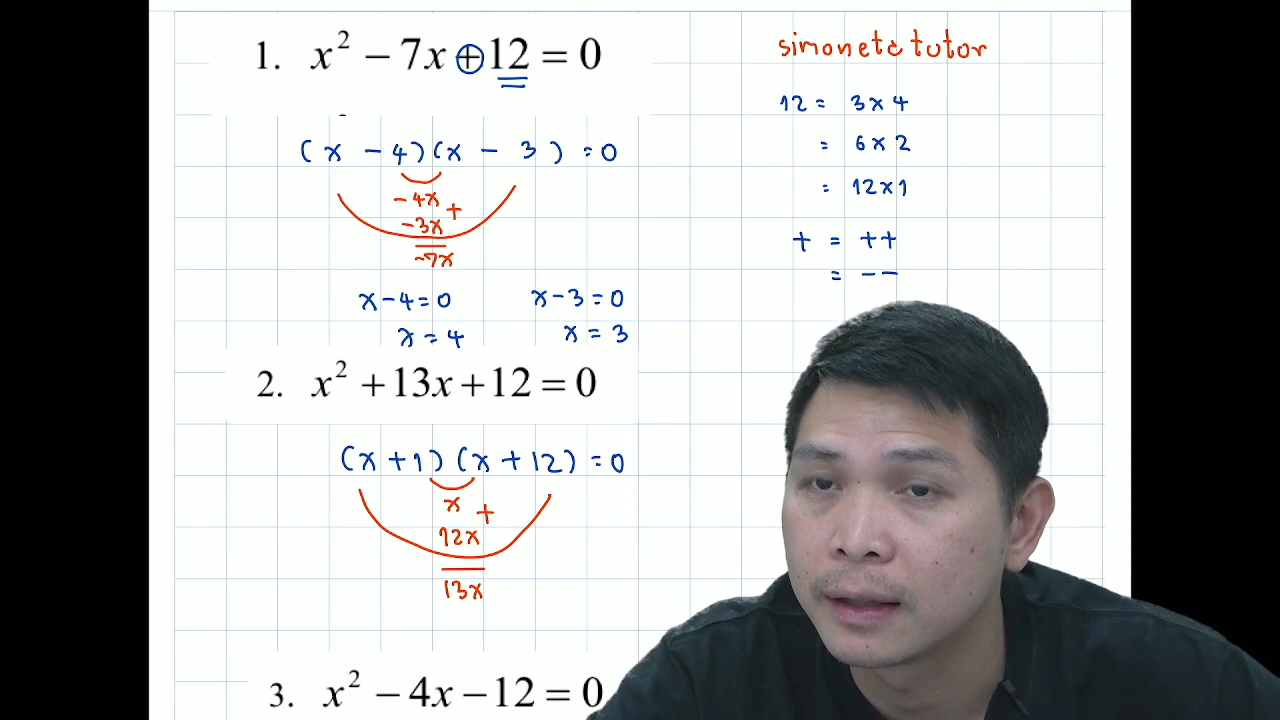 1. x² − 7x + 12 = 0
(x − 4)(x − 3) = 0
−4x
−3x +
−7x
x − 4 = 0 x − 3 = 0
x = 4 x = 3
2. x² + 13x + 12 = 0
(x + 1)(x + 12) = 0
x
12x +
13x
3. x² − 4x − 12 = 0
simonetc tutor
12 = 3 x 4
= 6 x 2
= 12 x 1
+ = + +
= − −